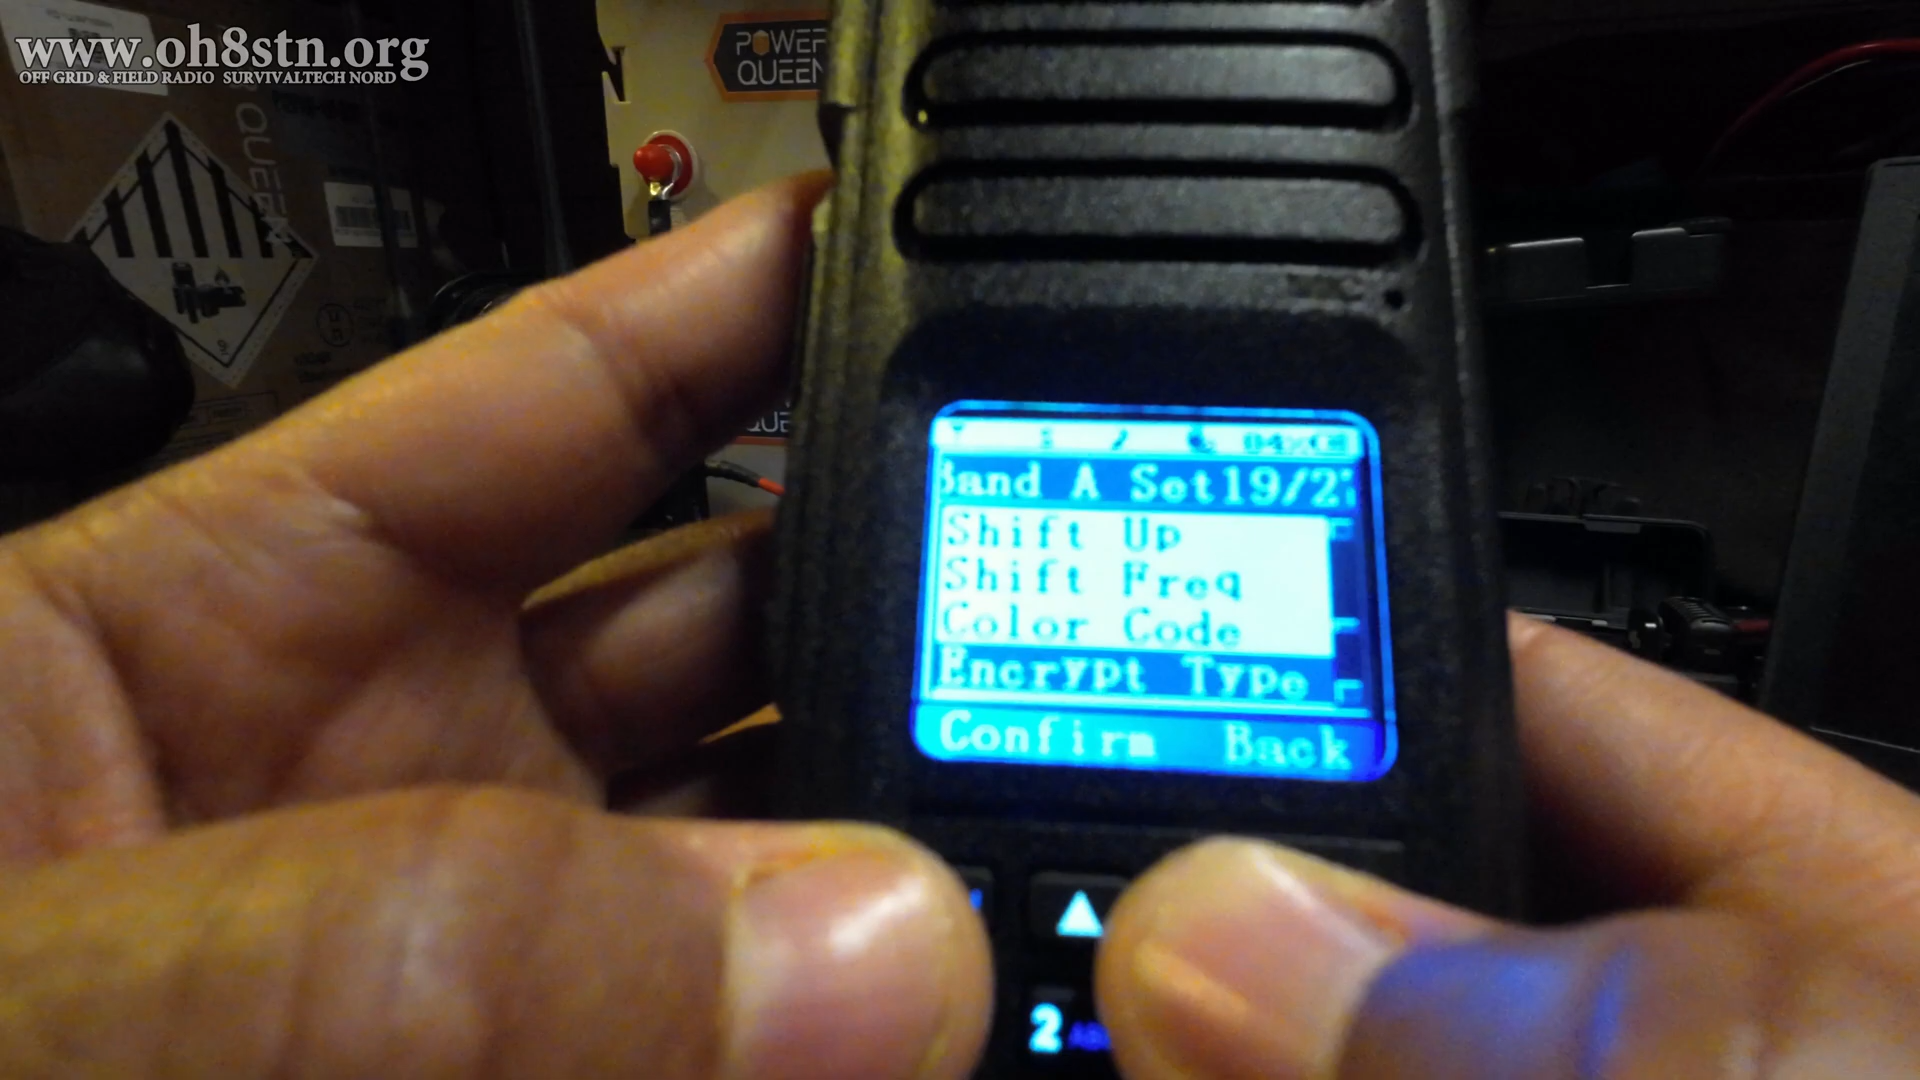 www.oh8stn.org
OFF GRID & FIELD RADIO SURVIVALTECH NORD
POWER
QUEEN
QUEEN
Band A Set19/2
Shift Up
Shift Freq
Color Code
Encrypt Type
Confirm Back
2